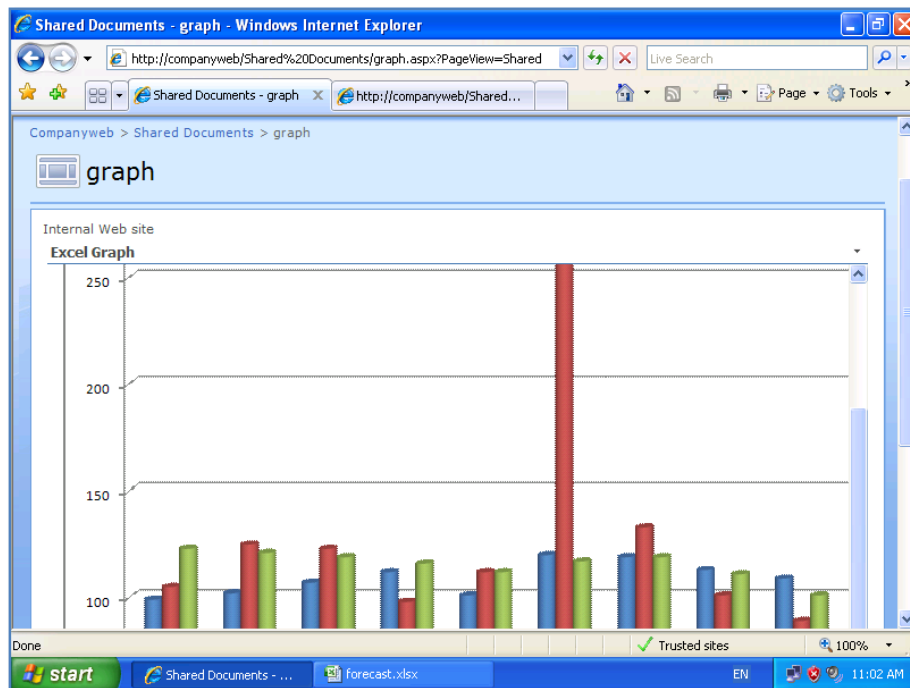 Shared Documents - graph - Windows Internet Explorer
http://companyweb/Shared%20Documents/graph.aspx?PageView=Shared
Live Search
Shared Documents - graph
http://companyweb/Shared...
Page
Tools
Companyweb > Shared Documents > graph
graph
Internal Web site
Excel Graph
250
200
150
100
Done
Trusted sites
100%
start
Shared Documents - ...
forecast.xlsx
EN
11:02 AM